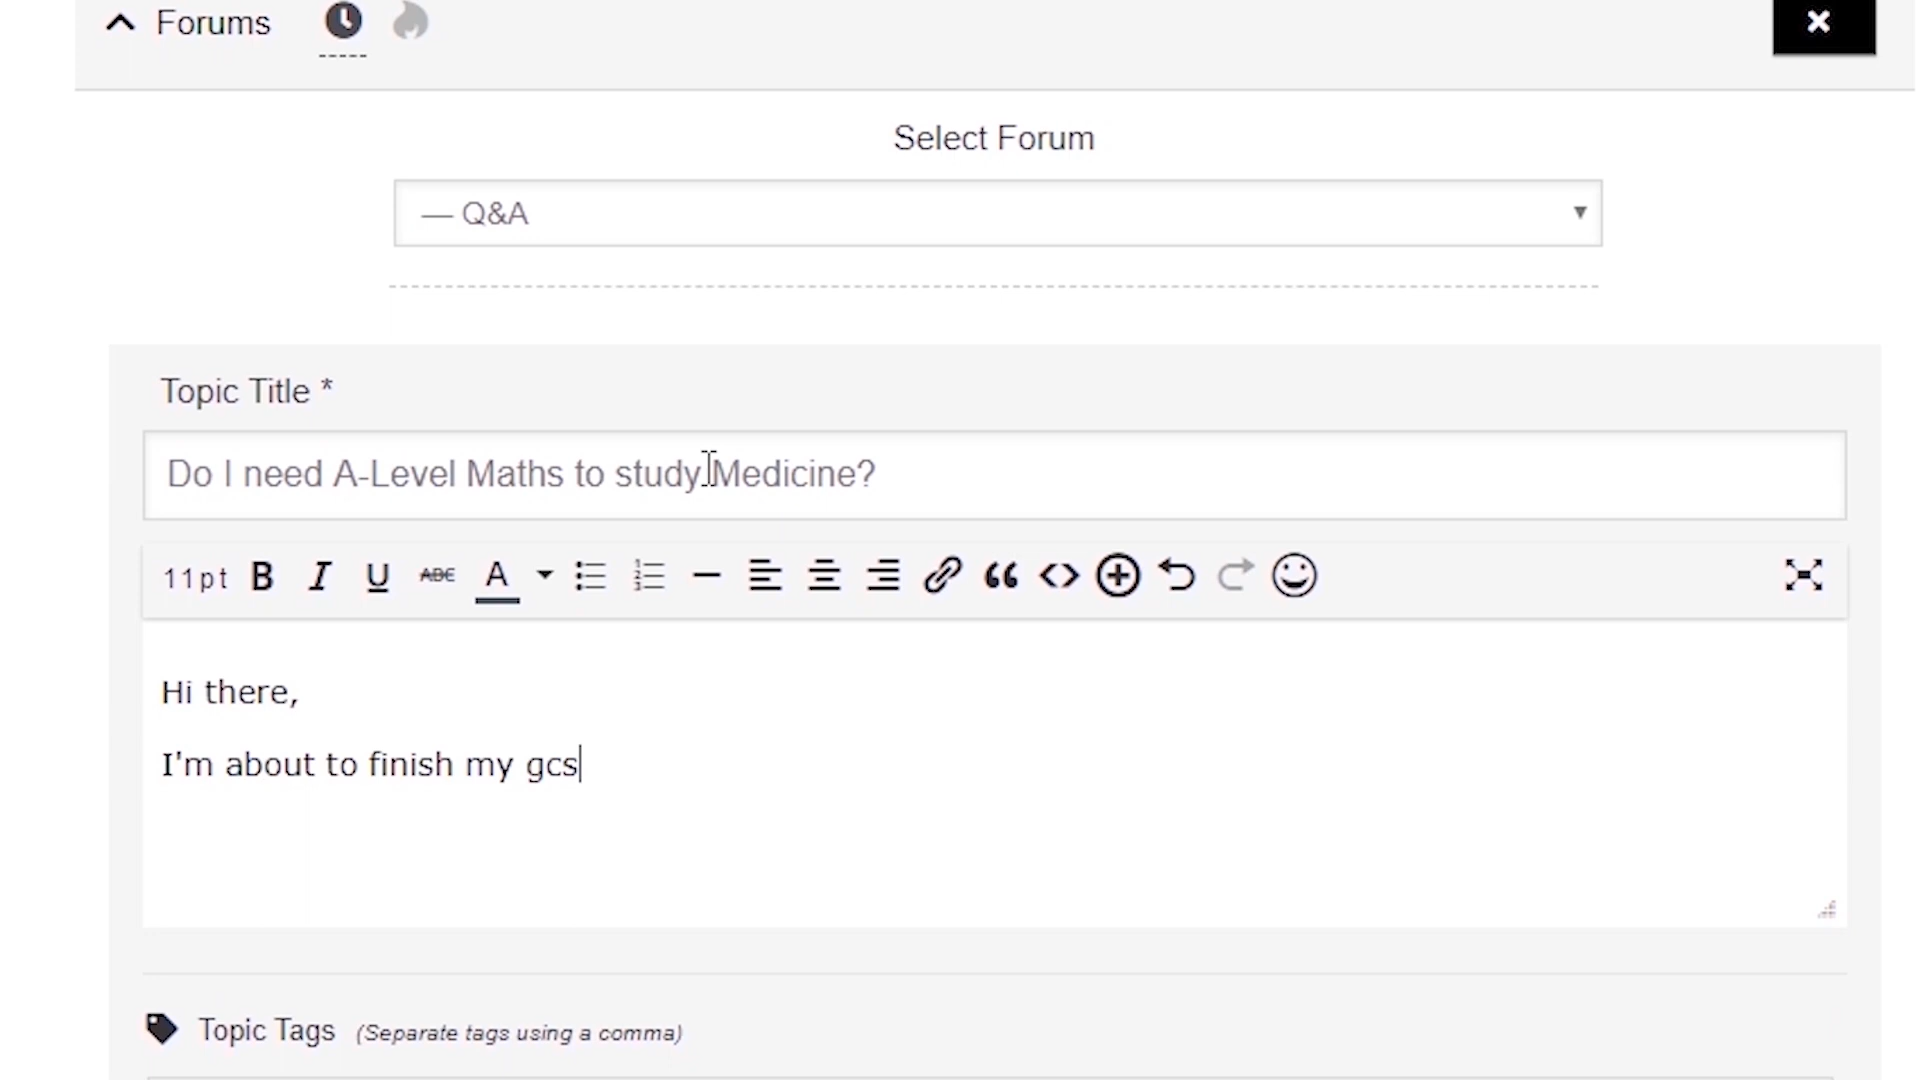 Forums
Select Forum
— Q&A
Topic Title *
Do I need A-Level Maths to study Medicine?
11pt B I U ABC A
Hi there,
I'm about to finish my gcs
Topic Tags (Separate tags using a comma)